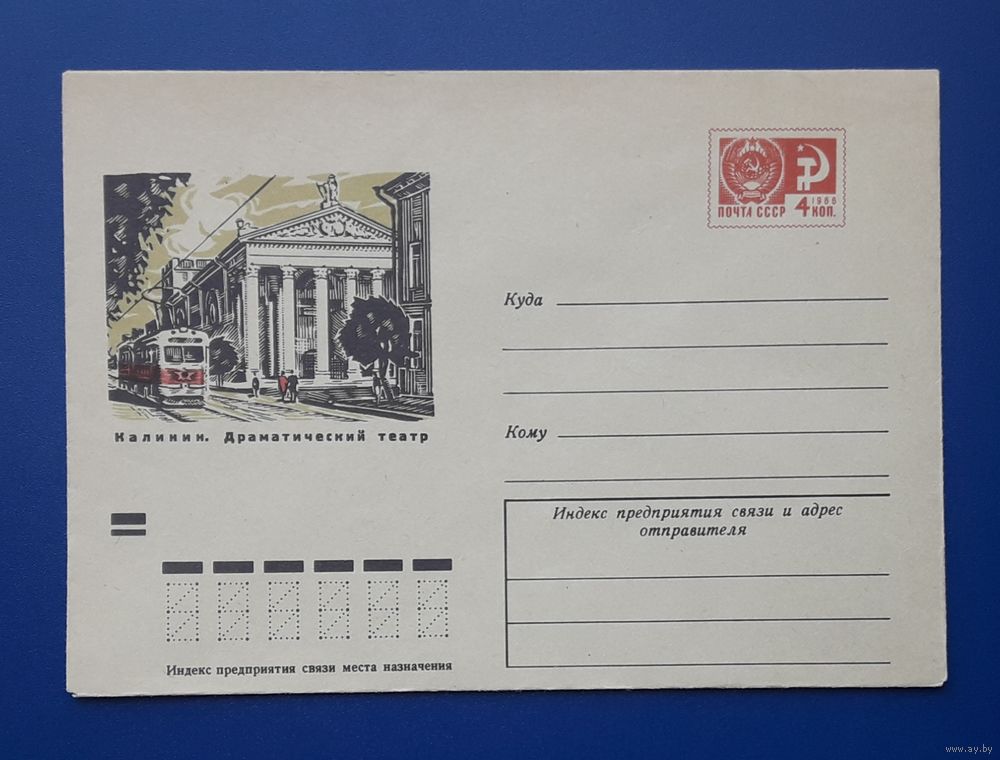 1966
ПОЧТА СССР 4 КОП.
Калинин. Драматический театр
Куда
Кому
Индекс предприятия связи и адрес
отправителя
Индекс предприятия связи места назначения
www.ay.by